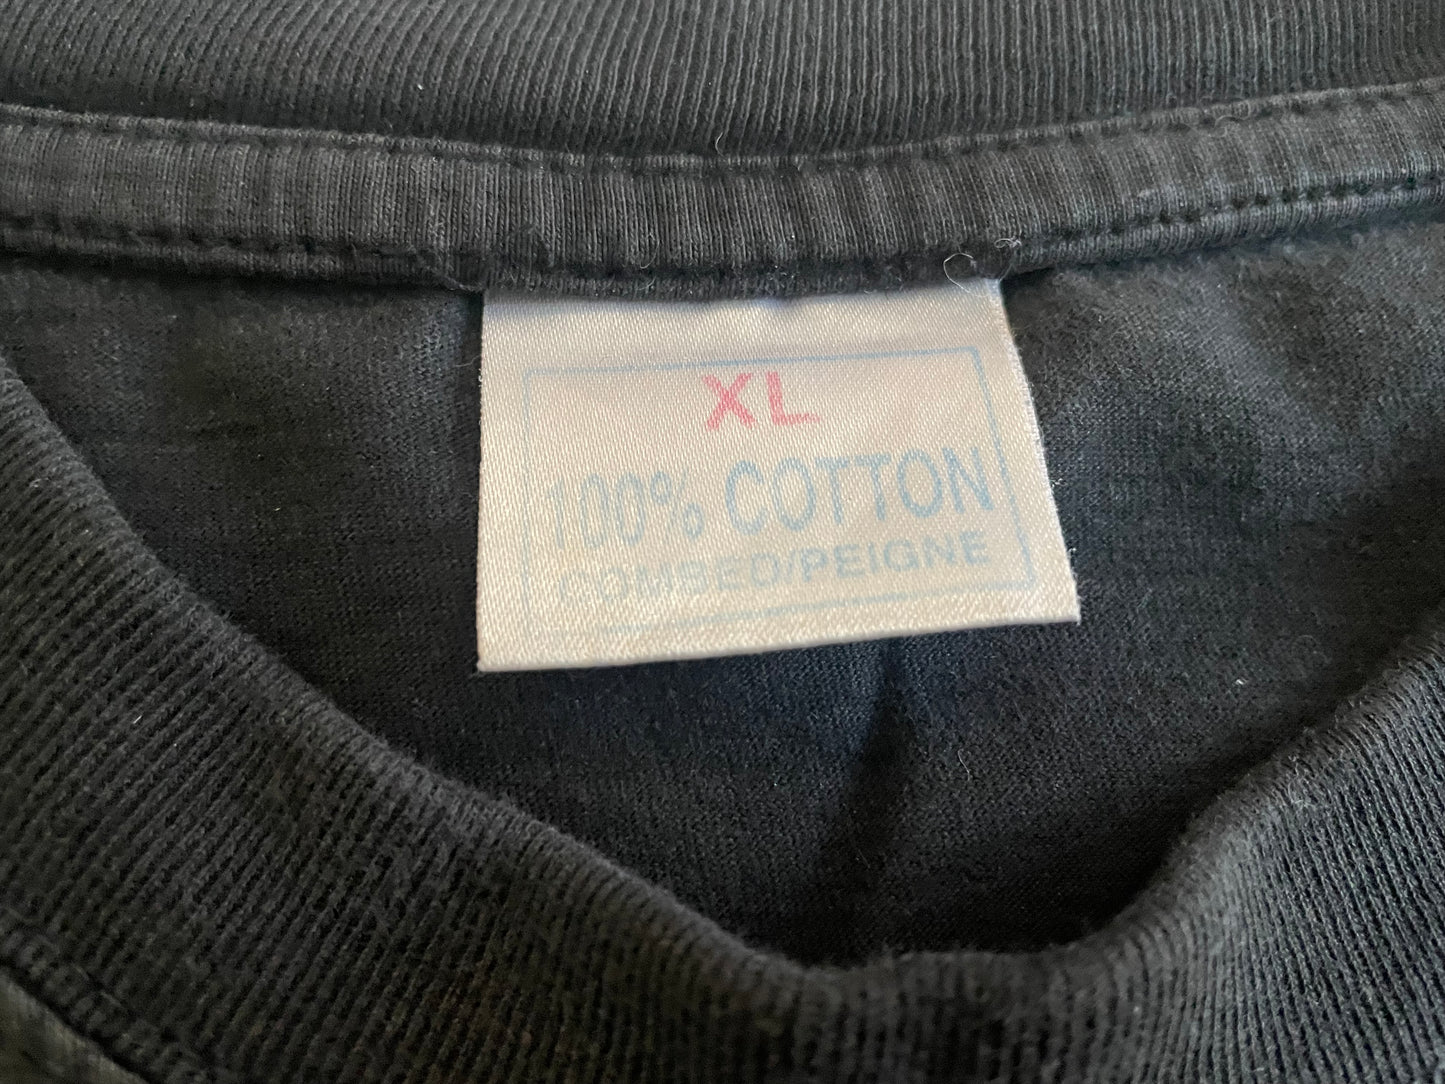 XL
100% COTTON
COMBED/PEIGNE